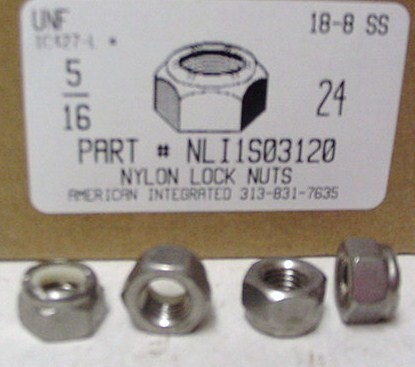 UNF 18-8 SS
5
16
24
PART # NLI1S03120
NYLON LOCK NUTS
AMERICAN INTEGRATED 313-831-7635